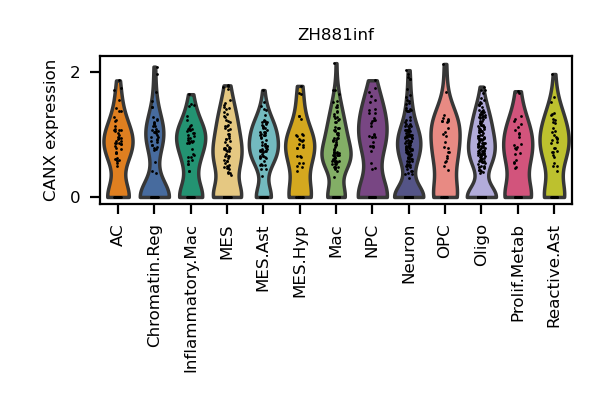 ZH881inf
CANX expression
2
0
AC
Chromatin.Reg
Inflammatory.Mac
MES
MES.Ast
MES.Hyp
Mac
NPC
Neuron
OPC
Oligo
Prolif.Metab
Reactive.Ast